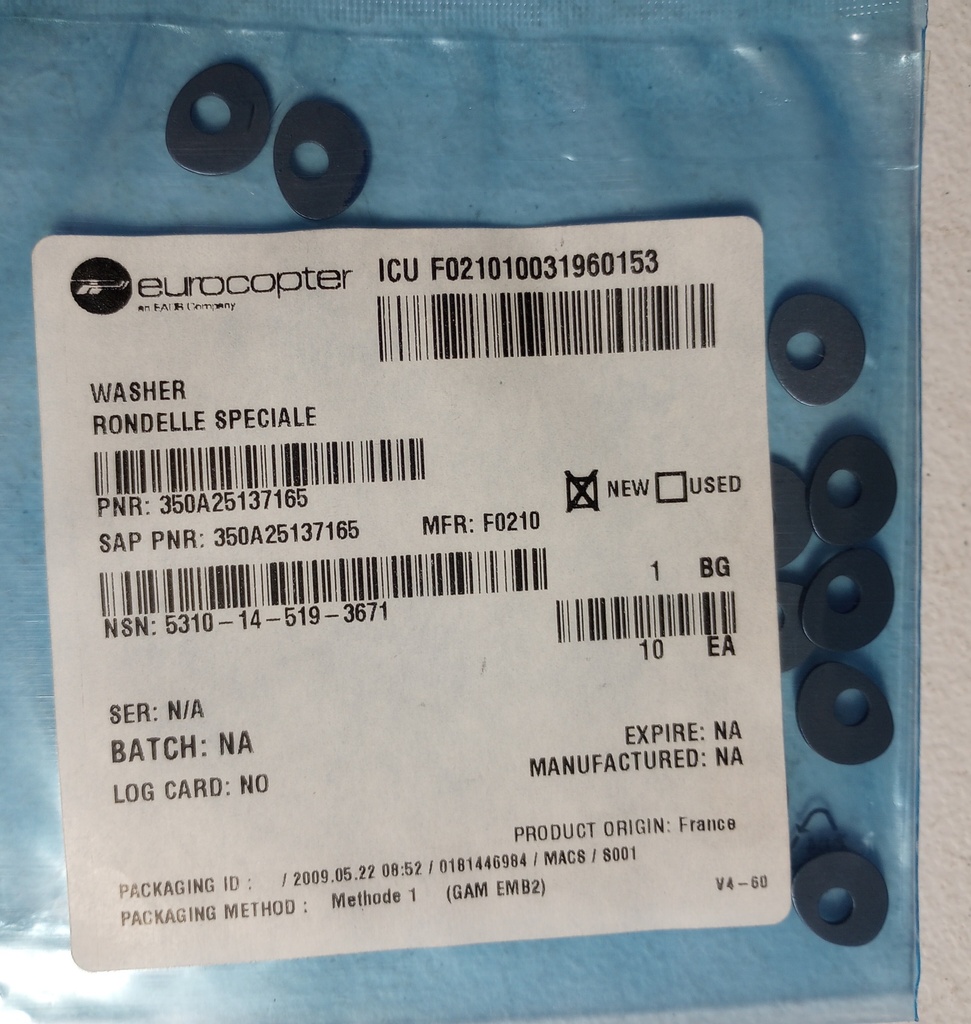 eurocopter
an EADS Company
ICU F021010031960153
WASHER
RONDELLE SPECIALE
PNR: 350A25137165
SAP PNR: 350A25137165 MFR: F0210
NEW USED
NSN: 5310-14-519-3671
1 BG
10 EA
SER: N/A
BATCH: NA
LOG CARD: NO
EXPIRE: NA
MANUFACTURED: NA
PRODUCT ORIGIN: France
PACKAGING ID : / 2009.05.22 08:52 / 0181446984 / MACS / S001
PACKAGING METHOD : Methode 1 (GAM EMB2)
V4-60